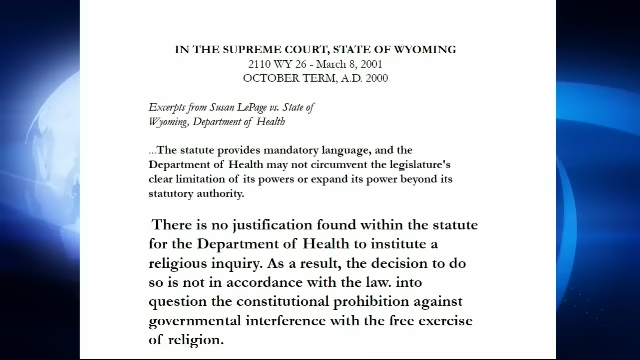 IN THE SUPREME COURT, STATE OF WYOMING
2110 WY 26 - March 8, 2001
OCTOBER TERM, A.D. 2000
Excerpts from Susan LePage vs. State of
Wyoming, Department of Health
...The statute provides mandatory language, and the
Department of Health may not circumvent the legislature's
clear limitation of its powers or expand its power beyond its
statutory authority.
There is no justification found within the statute
for the Department of Health to institute a
religious inquiry. As a result, the decision to do
so is not in accordance with the law. into
question the constitutional prohibition against
governmental interference with the free exercise
of religion.